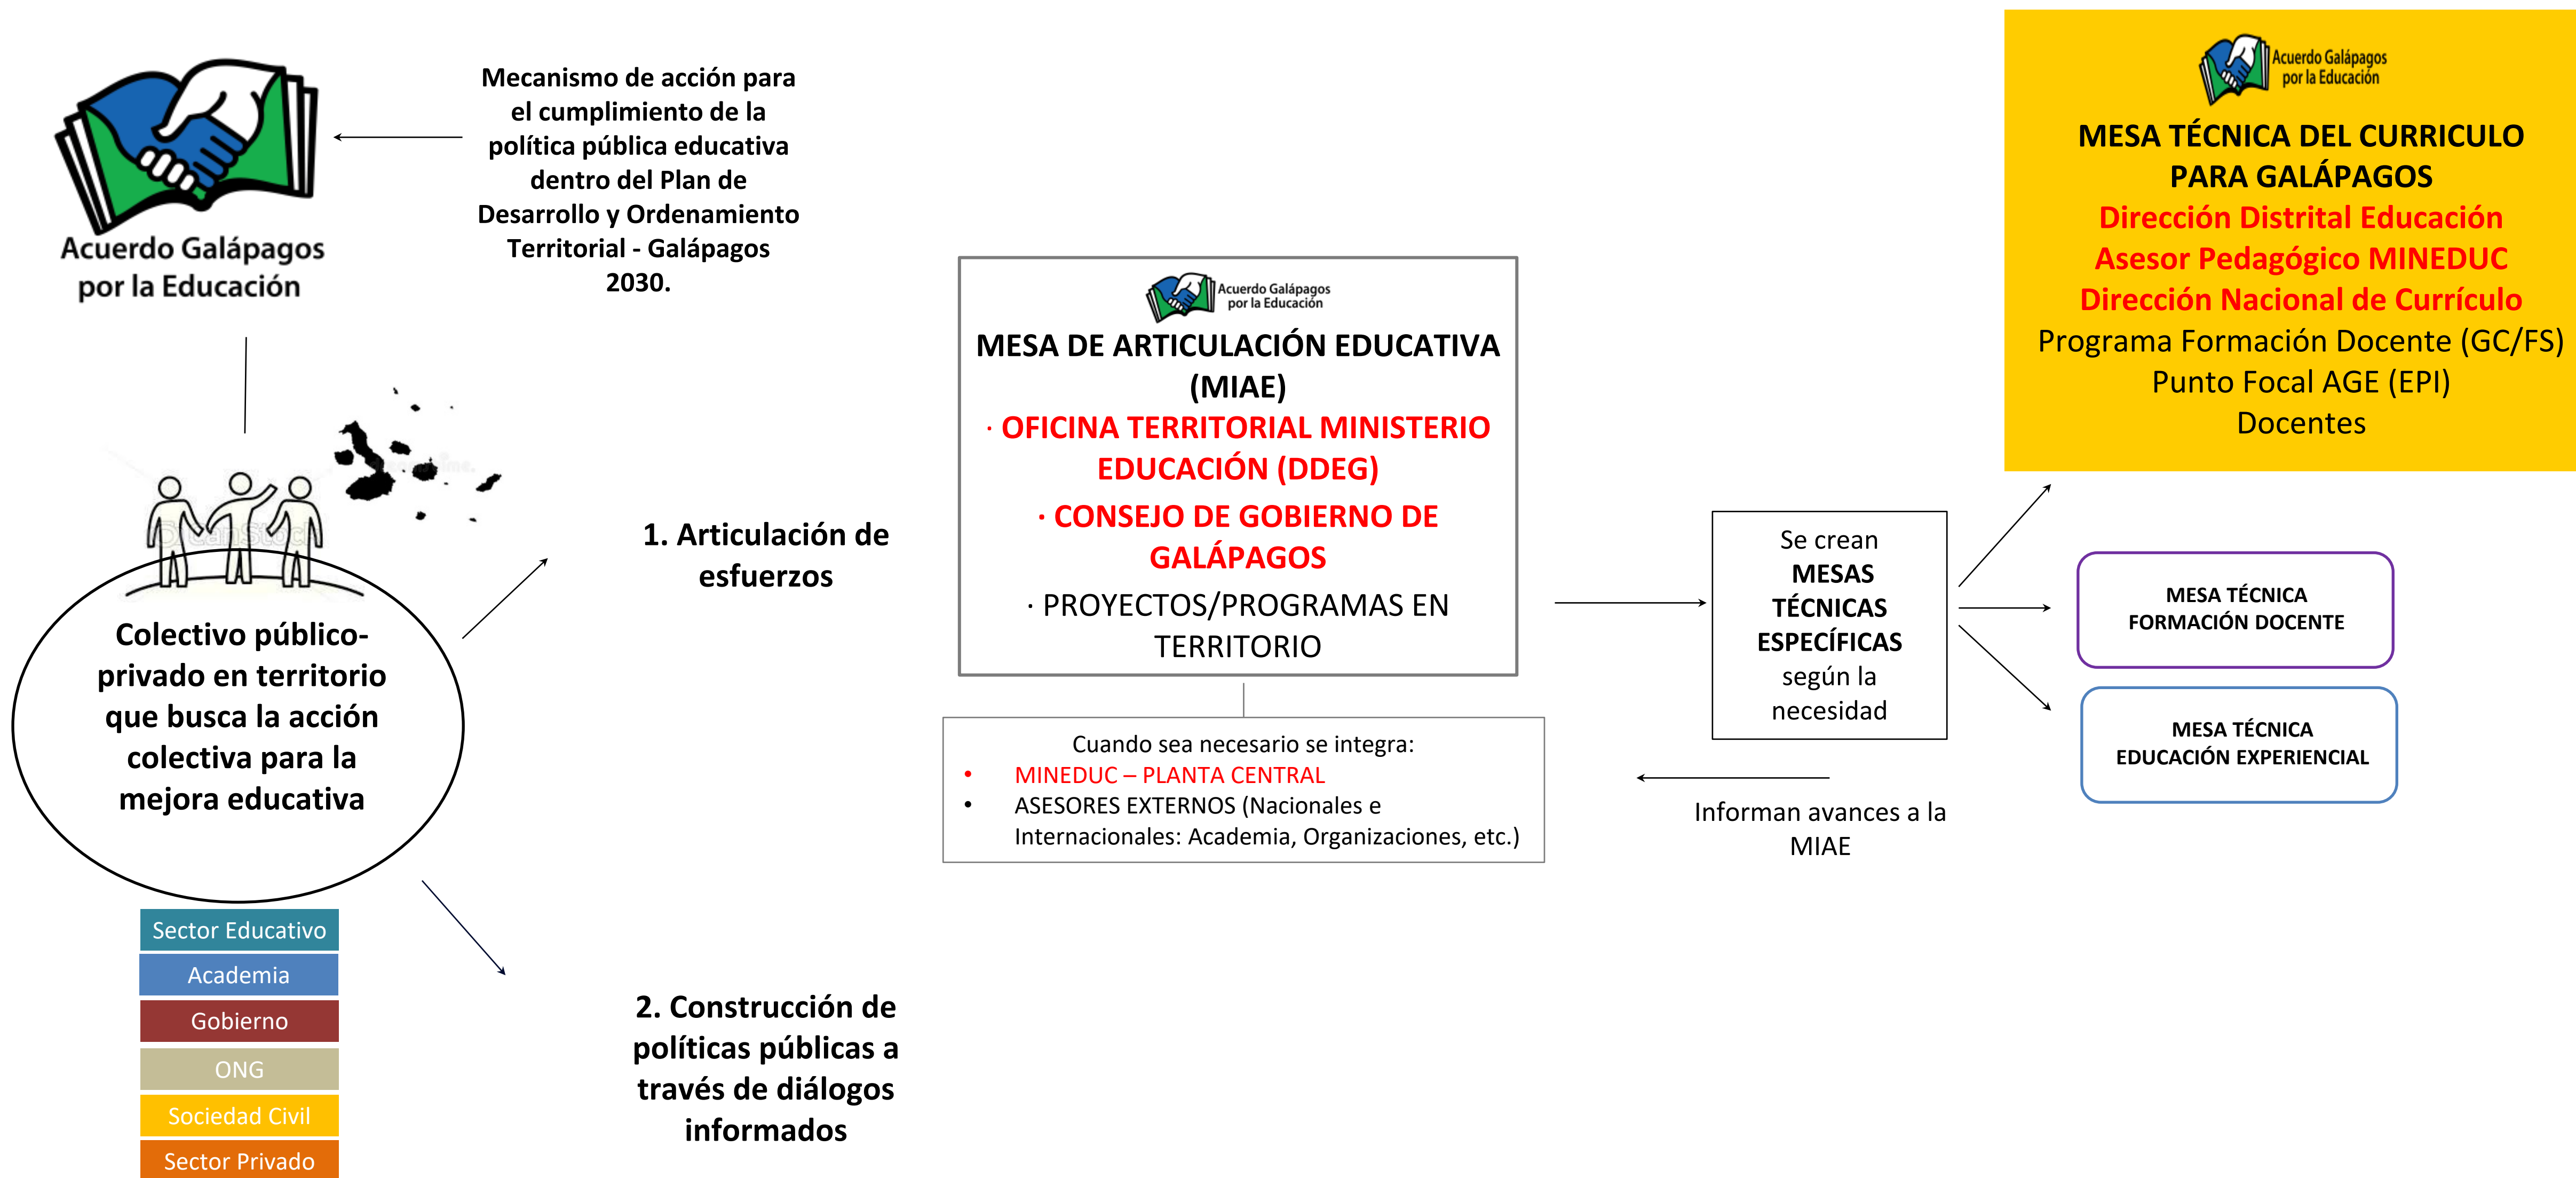 Acuerdo Galápagos
por la Educación
Mecanismo de acción para
el cumplimiento de la
política pública educativa
dentro del Plan de
Desarrollo y Ordenamiento
Territorial - Galápagos
2030.
Colectivo público-
privado en territorio
que busca la acción
colectiva para la
mejora educativa
Sector Educativo
Academia
Gobierno
ONG
Sociedad Civil
Sector Privado
1. Articulación de
esfuerzos
2. Construcción de
políticas públicas a
través de diálogos
informados
Acuerdo Galápagos
por la Educación
MESA DE ARTICULACIÓN EDUCATIVA
(MIAE)
· OFICINA TERRITORIAL MINISTERIO
EDUCACIÓN (DDEG)
· CONSEJO DE GOBIERNO DE
GALÁPAGOS
· PROYECTOS/PROGRAMAS EN
TERRITORIO
Cuando sea necesario se integra:
• MINEDUC – PLANTA CENTRAL
• ASESORES EXTERNOS (Nacionales e
Internacionales: Academia, Organizaciones, etc.)
Se crean
MESAS
TÉCNICAS
ESPECÍFICAS
según la
necesidad
Informan avances a la
MIAE
Acuerdo Galápagos
por la Educación
MESA TÉCNICA DEL CURRICULO
PARA GALÁPAGOS
Dirección Distrital Educación
Asesor Pedagógico MINEDUC
Dirección Nacional de Currículo
Programa Formación Docente (GC/FS)
Punto Focal AGE (EPI)
Docentes
MESA TÉCNICA
FORMACIÓN DOCENTE
MESA TÉCNICA
EDUCACIÓN EXPERIENCIAL